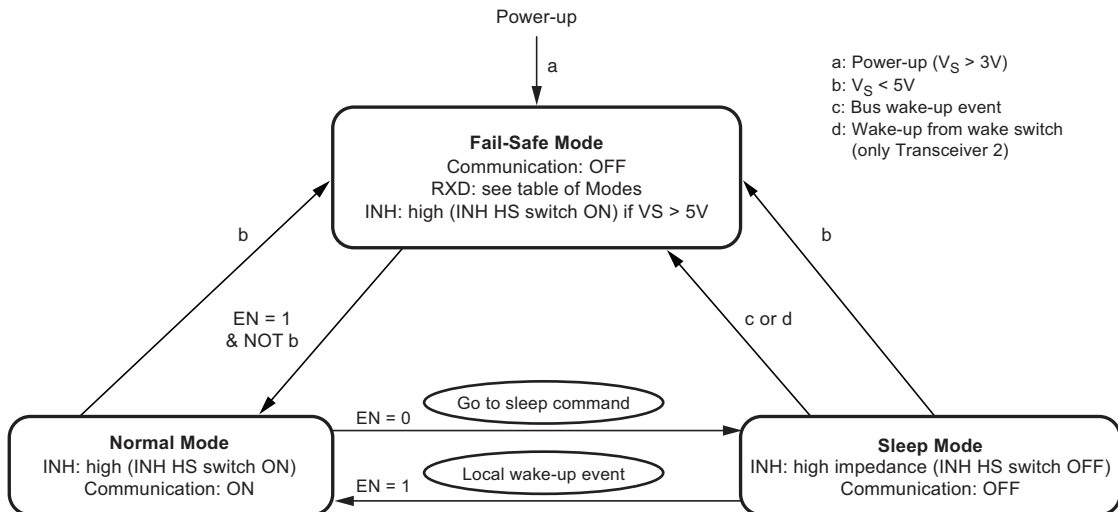 Power-up
a
a: Power-up (V_S > 3V)
b: V_S < 5V
c: Bus wake-up event
d: Wake-up from wake switch
(only Transceiver 2)
Fail-Safe Mode
Communication: OFF
RXD: see table of Modes
INH: high (INH HS switch ON) if VS > 5V
b
b
EN = 1
& NOT b
c or d
Go to sleep command
EN = 0
Normal Mode
INH: high (INH HS switch ON)
Communication: ON
Local wake-up event
EN = 1
Sleep Mode
INH: high impedance (INH HS switch OFF)
Communication: OFF